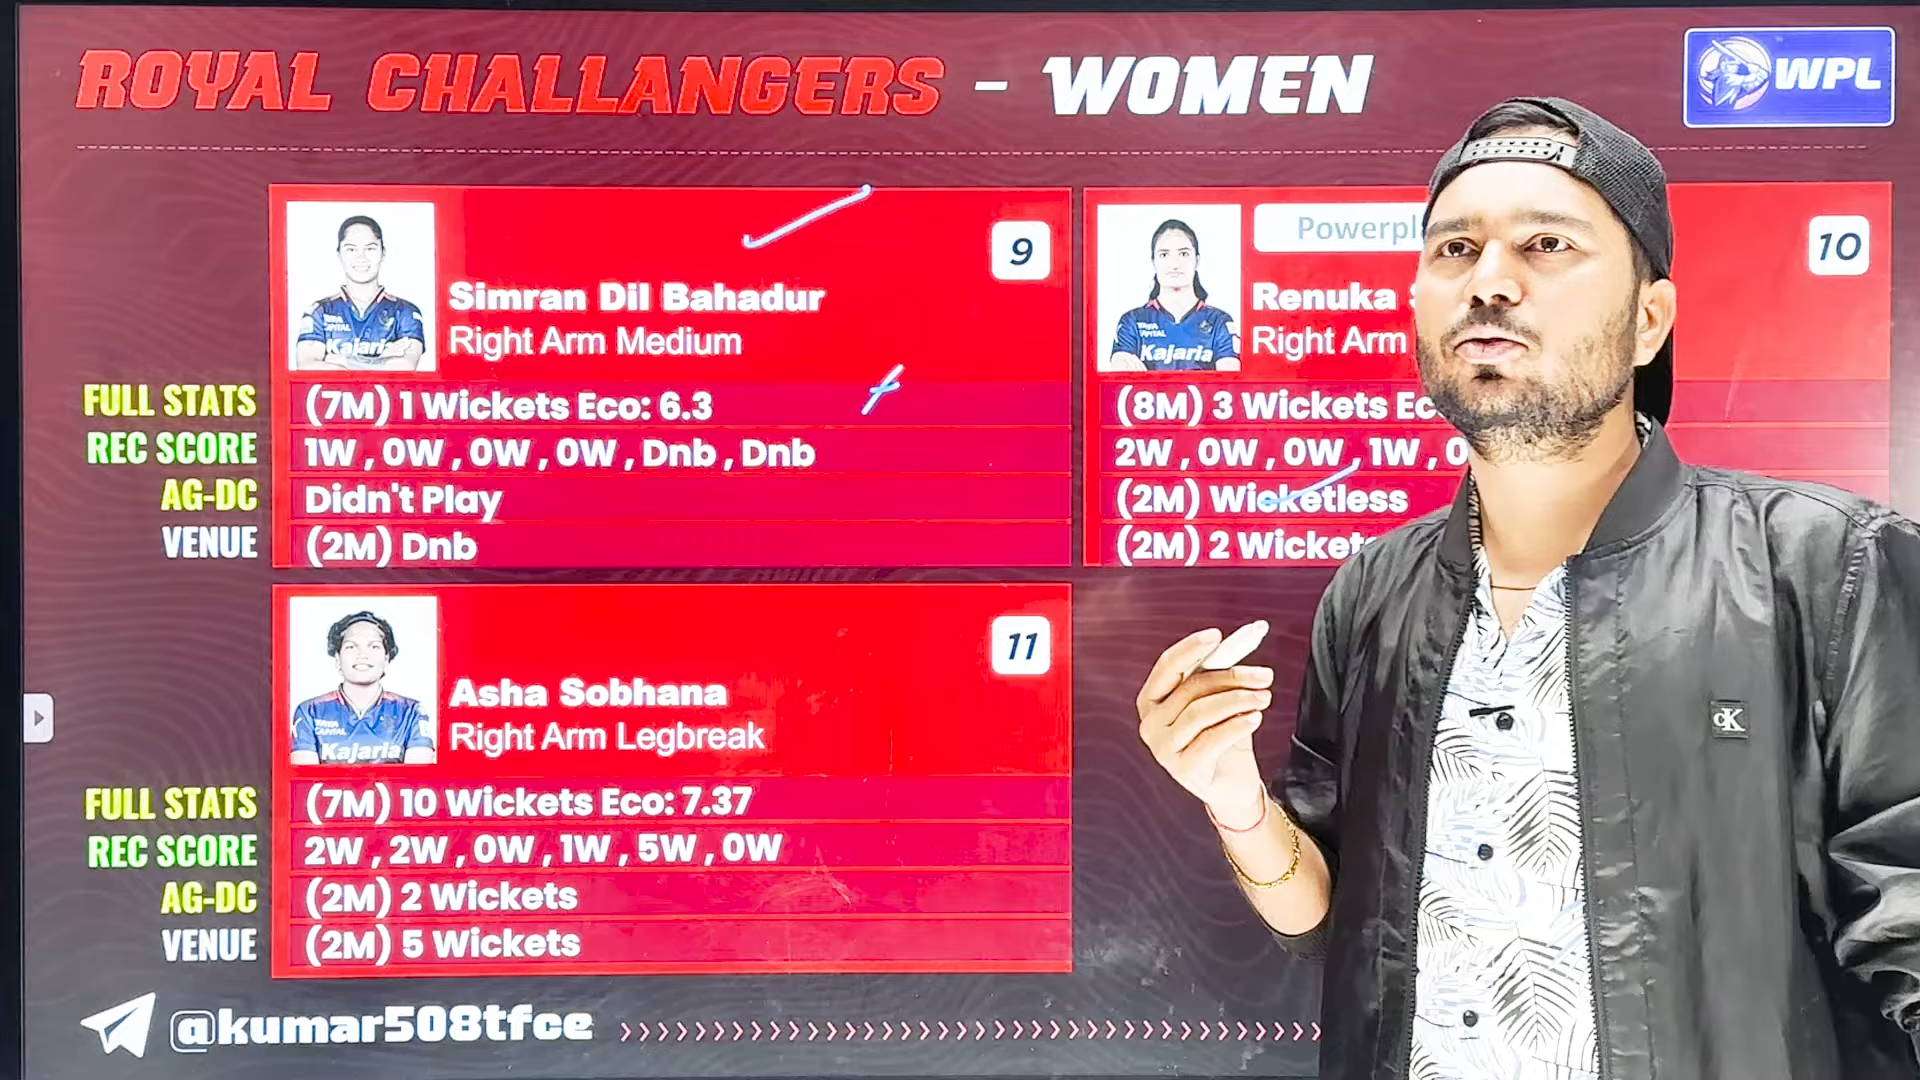 ROYAL CHALLANGERS - WOMEN
WPL
9
Simran Dil Bahadur
Right Arm Medium
FULL STATS (7M) 1 Wickets Eco: 6.3
REC SCORE 1W , 0W , 0W , 0W , Dnb , Dnb
AG-DC Didn't Play
VENUE (2M) Dnb
10
Renuka
Right Arm
(8M) 3 Wickets
2W , 0W , 0W , 1W
(2M) Wicketless
(2M) 2
Kajaria
Kajaria
11
Asha Sobhana
Right Arm Legbreak
Kajaria
FULL STATS (7M) 10 Wickets Eco: 7.37
REC SCORE 2W , 2W , 0W , 1W , 5W , 0W
AG-DC (2M) 2 Wickets
VENUE (2M) 5 Wickets
@kumar508tfce
cK